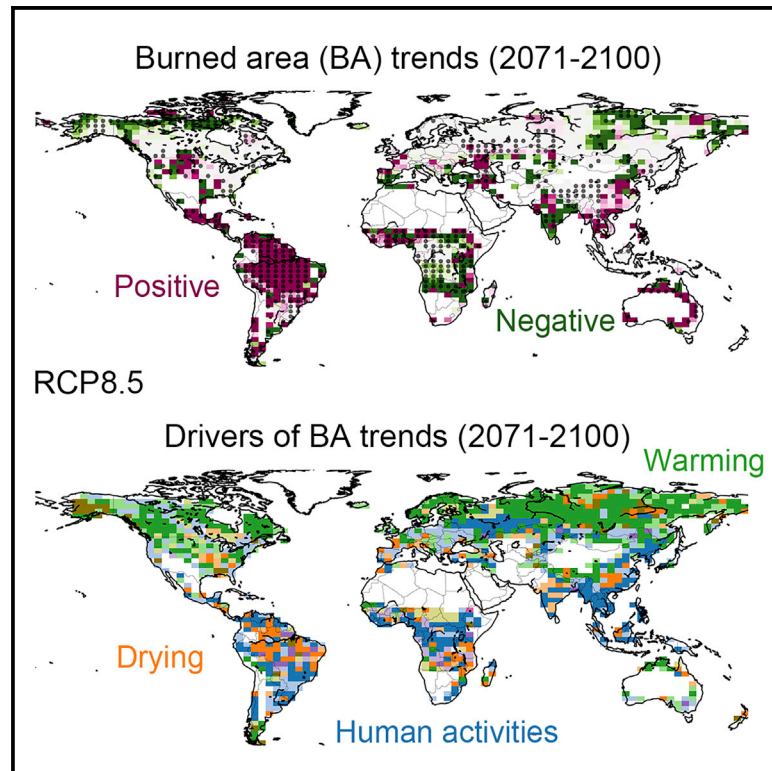 Burned area (BA) trends (2071-2100)
Positive
Negative
RCP8.5
Drivers of BA trends (2071-2100)
Warming
Drying
Human activities